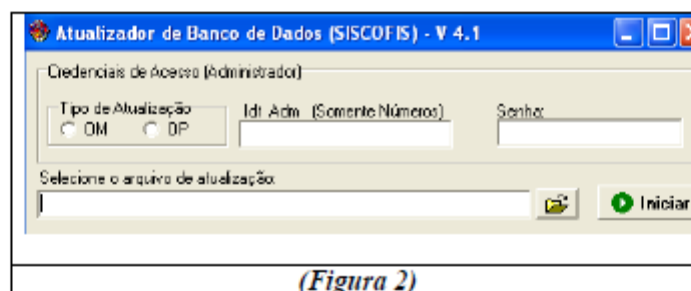 Atualizador de Banco de Dados (SISCOFIS) - V 4.1
Credenciais de Acesso (Administrador)
Tipo de Atualização
OM OP
Idt Adm (Somente Números)
Senha:
Selecione o arquivo de atualização:
Iniciar
(Figura 2)